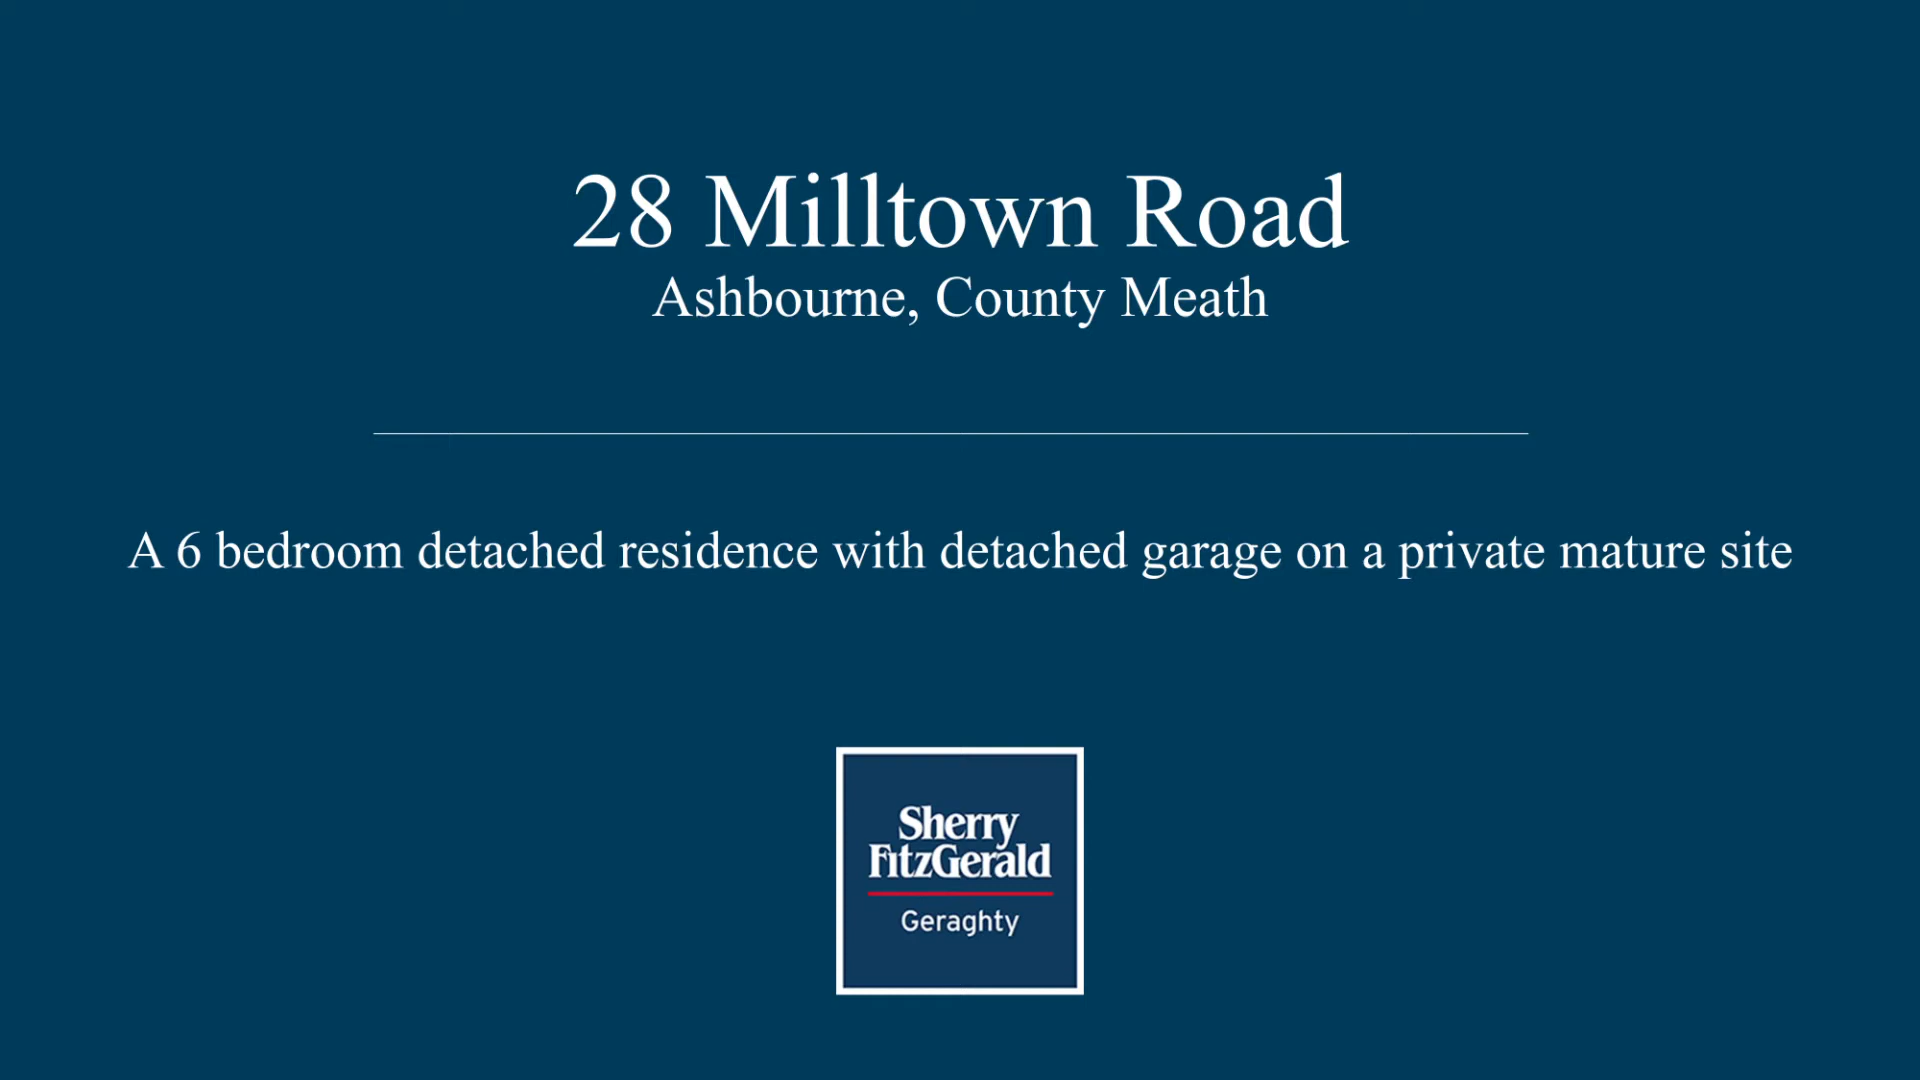 28 Milltown Road
Ashbourne, County Meath
A 6 bedroom detached residence with detached garage on a private mature site
Sherry
FitzGerald
Geraghty